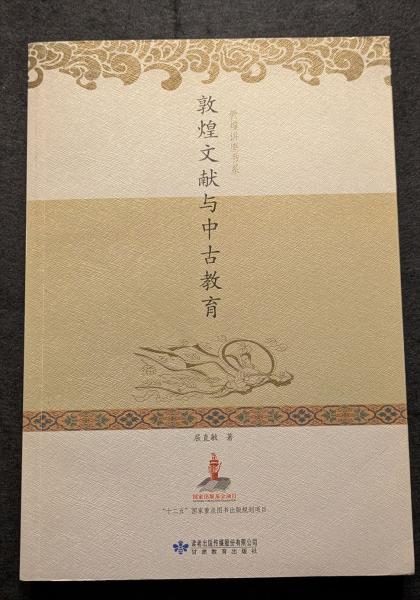 敦煌讲座书系
敦煌文献与中古教育
屈直敏 著
国家出版基金项目
“十二五”国家重点图书出版规划项目
读者出版传媒股份有限公司
甘肃教育出版社